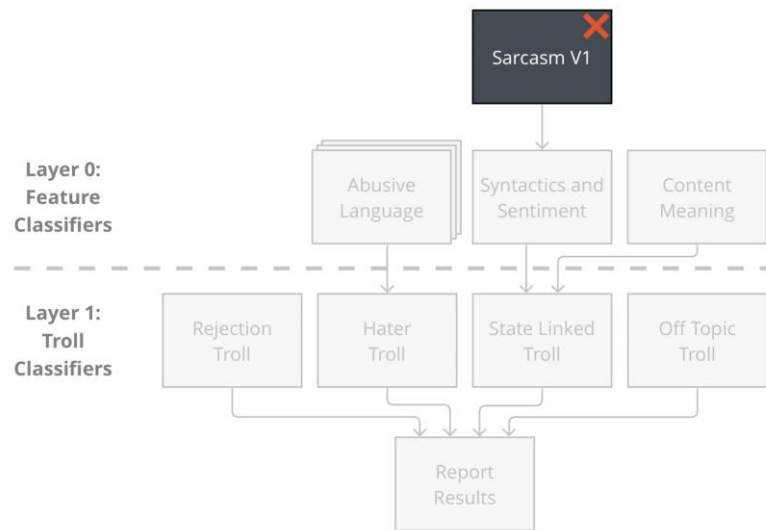 Sarcasm V1
Layer 0:
Feature
Classifiers
Abusive
Language
Syntactics and
Sentiment
Content
Meaning
Layer 1:
Troll
Classifiers
Rejection
Troll
Hater
Troll
State Linked
Troll
Off Topic
Troll
Report
Results